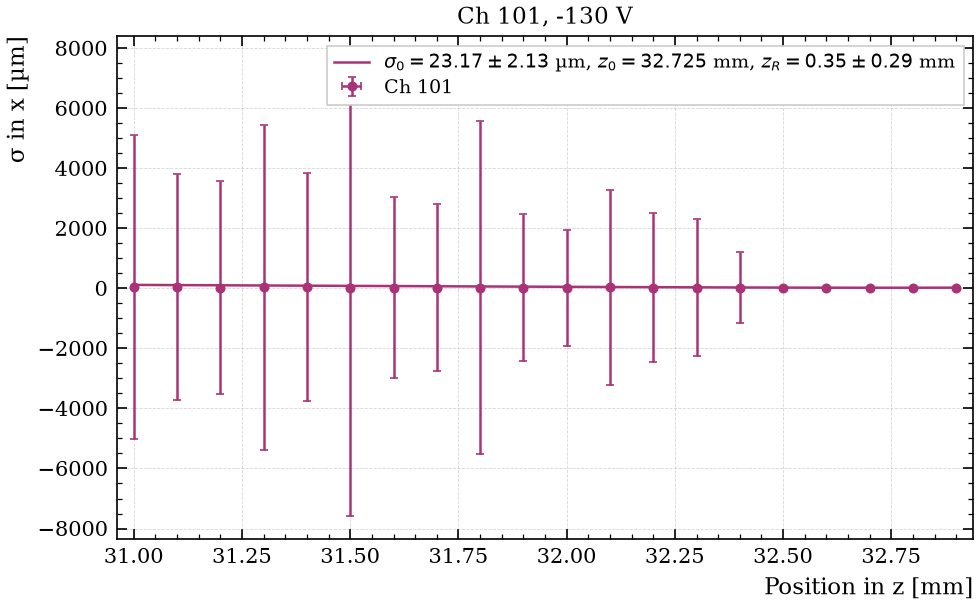 Ch 101, -130 V
σ in x [µm]
σ₀ = 23.17 ± 2.13 µm, z₀ = 32.725 mm, z_R = 0.35 ± 0.29 mm
Ch 101
8000
6000
4000
2000
0
−2000
−4000
−6000
−8000
31.00 31.25 31.50 31.75 32.00 32.25 32.50 32.75
Position in z [mm]